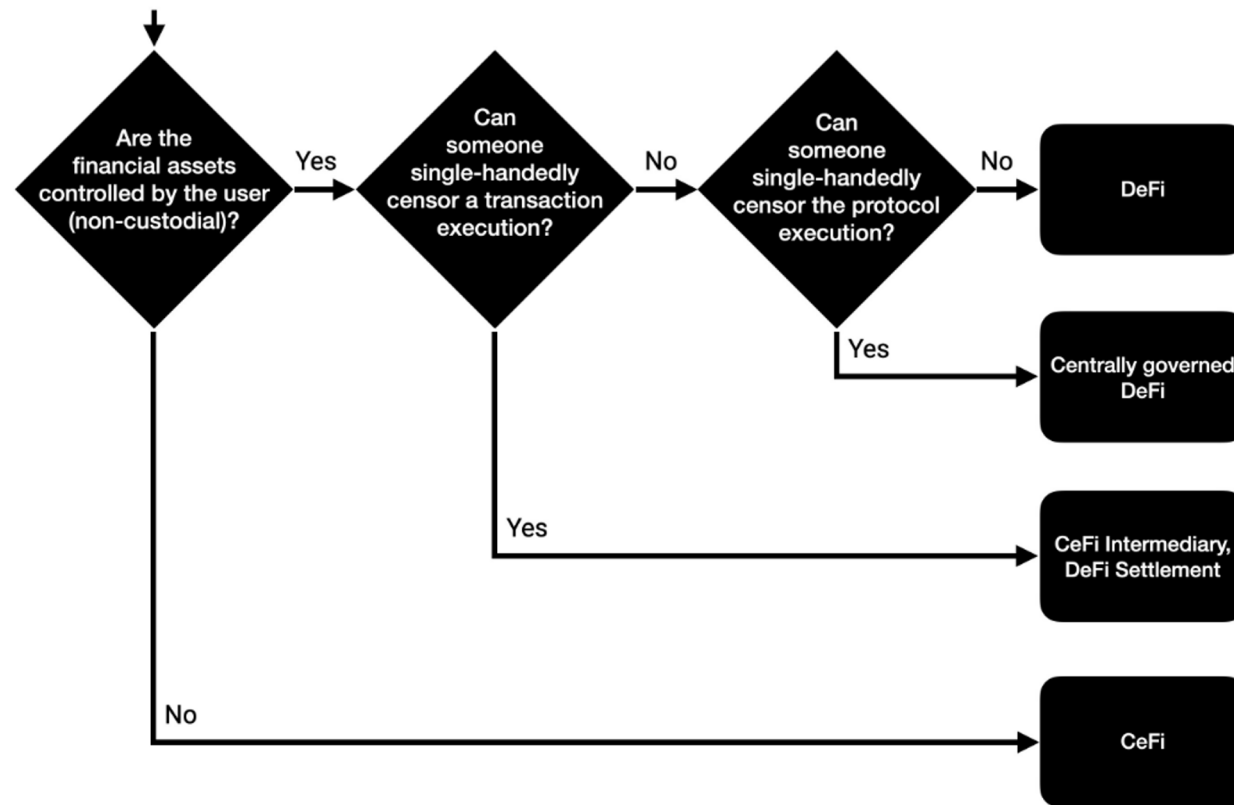 Are the
financial assets
controlled by the user
(non-custodial)?
Yes
Can
someone
single-handedly
censor a transaction
execution?
No
Can
someone
single-handedly
censor the protocol
execution?
No
DeFi
Yes
Centrally governed
DeFi
Yes
CeFi Intermediary,
DeFi Settlement
No
CeFi